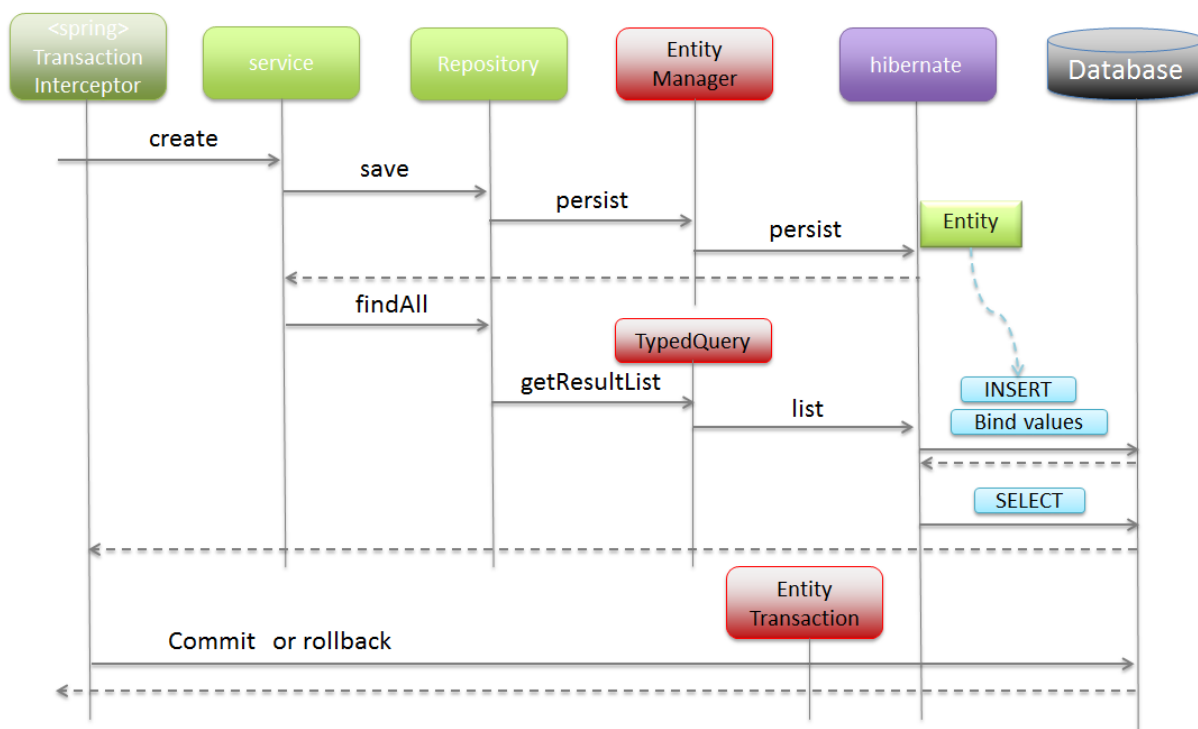 <spring>
Transaction
Interceptor
service
Repository
Entity
Manager
hibernate
Database
create
save
persist
persist
Entity
findAll
TypedQuery
getResultList
INSERT
list
Bind values
SELECT
Entity
Transaction
Commit or rollback